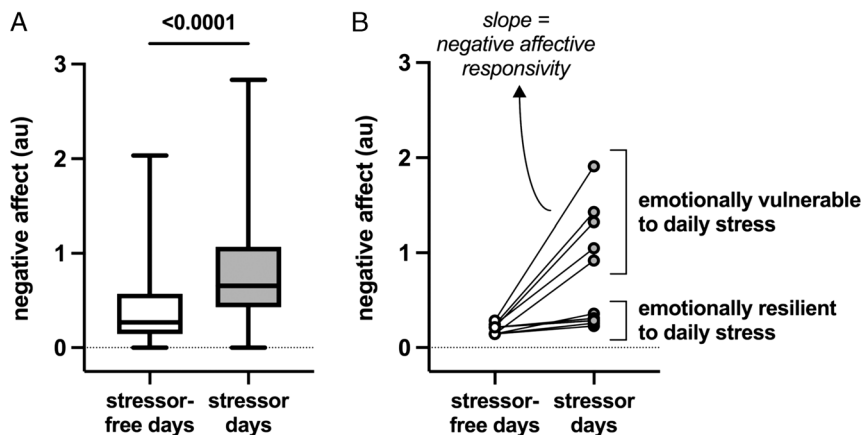 A
<0.0001
negative affect (au)
3
2
1
0
stressor-
free days
stressor
days
B
slope =
negative affective
responsivity
negative affect (au)
3
2
1
0
emotionally vulnerable
to daily stress
emotionally resilient
to daily stress
stressor-
free days
stressor
days